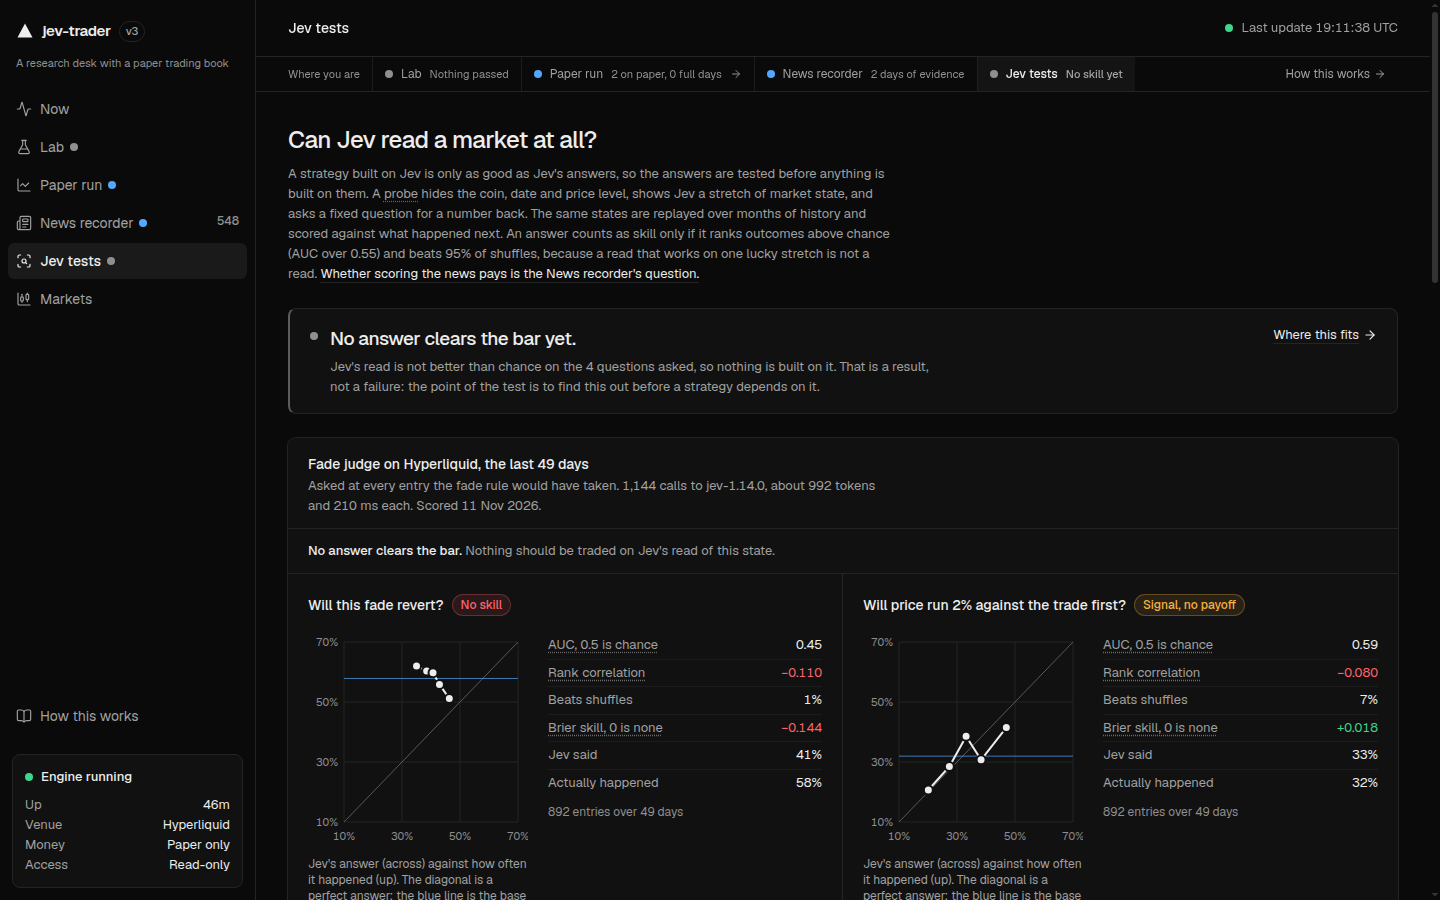 jev-trader v3
A research desk with a paper trading book
Now
Lab
Paper run
News recorder 548
Jev tests
Markets
How this works
Engine running
Up 46m
Venue Hyperliquid
Money Paper only
Access Read-only
Jev tests
Last update 19:11:38 UTC
Where you are
Lab Nothing passed
Paper run 2 on paper, 0 full days →
News recorder 2 days of evidence
Jev tests No skill yet
How this works →
Can Jev read a market at all?
A strategy built on Jev is only as good as Jev's answers, so the answers are tested before anything is
built on them. A probe hides the coin, date and price level, shows Jev a stretch of market state, and
asks a fixed question for a number back. The same states are replayed over months of history and
scored against what happened next. An answer counts as skill only if it ranks outcomes above chance
(AUC over 0.55) and beats 95% of shuffles, because a read that works on one lucky stretch is not a
read. Whether scoring the news pays is the News recorder's question.
No answer clears the bar yet.
Where this fits →
Jev's read is not better than chance on the 4 questions asked, so nothing is built on it. That is a result,
not a failure: the point of the test is to find this out before a strategy depends on it.
Fade judge on Hyperliquid, the last 49 days
Asked at every entry the fade rule would have taken. 1,144 calls to jev-1.14.0, about 992 tokens
and 210 ms each. Scored 11 Nov 2026.
No answer clears the bar. Nothing should be traded on Jev's read of this state.
Will this fade revert? No skill
70%
50%
30%
10%
10% 30% 50% 70%
AUC, 0.5 is chance 0.45
Rank correlation −0.110
Beats shuffles 1%
Brier skill, 0 is none −0.144
Jev said 41%
Actually happened 58%
892 entries over 49 days
Jev's answer (across) against how often
it happened (up). The diagonal is a
perfect answer; the blue line is the base
Will price run 2% against the trade first? Signal, no payoff
70%
50%
30%
10%
10% 30% 50% 70%
AUC, 0.5 is chance 0.59
Rank correlation −0.080
Beats shuffles 7%
Brier skill, 0 is none +0.018
Jev said 33%
Actually happened 32%
892 entries over 49 days
Jev's answer (across) against how often
it happened (up). The diagonal is a
perfect answer; the blue line is the base